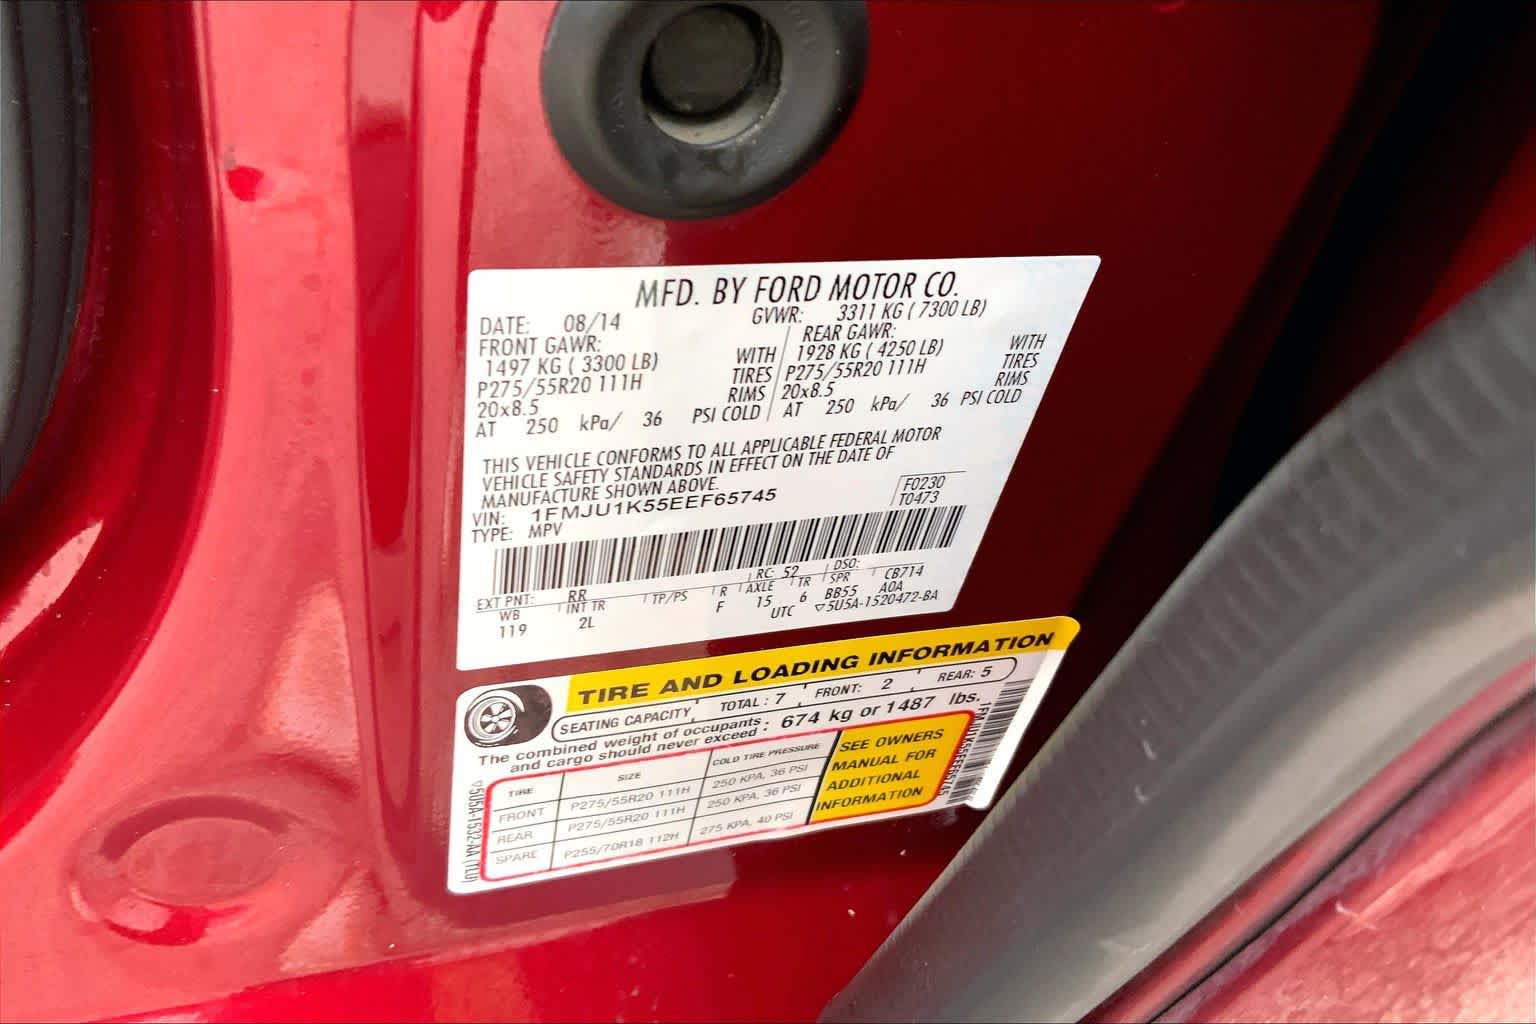 MFD. BY FORD MOTOR CO.
DATE: 08/14 GVWR: 3311 KG ( 7300 LB)
FRONT GAWR: REAR GAWR:
1497 KG ( 3300 LB) WITH 1928 KG ( 4250 LB) WITH
P275/55R20 111H TIRES P275/55R20 111H TIRES
20x8.5 RIMS 20x8.5 RIMS
AT 250 kPa/ 36 PSI COLD AT 250 kPa/ 36 PSI COLD
THIS VEHICLE CONFORMS TO ALL APPLICABLE FEDERAL MOTOR
VEHICLE SAFETY STANDARDS IN EFFECT ON THE DATE OF
MANUFACTURE SHOWN ABOVE.
VIN: 1FMJU1K55EEF65745 F0230
TYPE: MPV T0473
EXT PNT: RR RC: 52 DSO:
WB INT TR TP/PS R AXLE TR SPR CB714
119 2L F 15 6 BB55 A0A
UTC ▽5U5A-1520472-BA
TIRE AND LOADING INFORMATION
SEATING CAPACITY TOTAL : 7 FRONT: 2 REAR: 5
The combined weight of occupants : 674 kg or 1487 lbs.
and cargo should never exceed
TIRE SIZE COLD TIRE PRESSURE
FRONT P275/55R20 111H 250 KPA, 36 PSI
REAR P275/55R20 111H 250 KPA, 36 PSI
SPARE P255/70R18 112H 275 KPA, 40 PSI
SEE OWNERS
MANUAL FOR
ADDITIONAL
INFORMATION
▽5U5A-1532-AA (TLU)
1FMJU1K55EEF65745